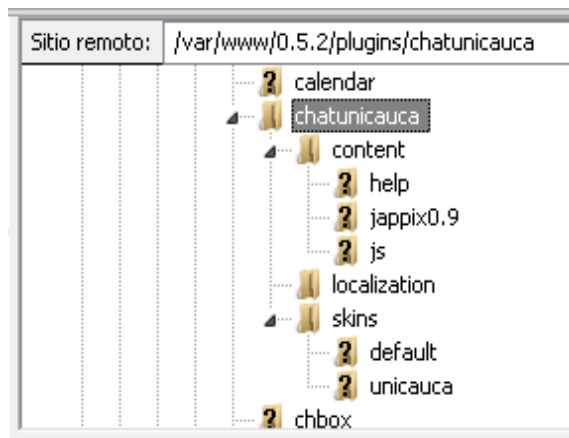 Sitio remoto: /var/www/0.5.2/plugins/chatunicauca
calendar
chatunicauca
content
help
jappix0.9
js
localization
skins
default
unicauca
chbox